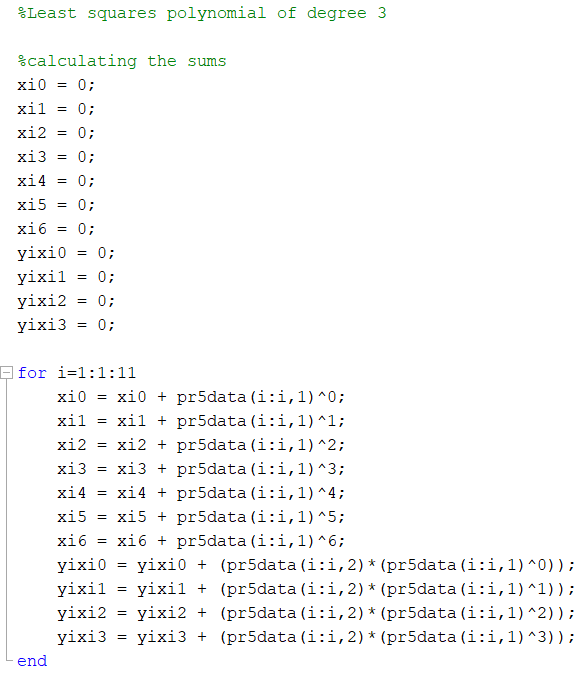 %Least squares polynomial of degree 3
%calculating the sums
xi0 = 0;
xi1 = 0;
xi2 = 0;
xi3 = 0;
xi4 = 0;
xi5 = 0;
xi6 = 0;
yixi0 = 0;
yixi1 = 0;
yixi2 = 0;
yixi3 = 0;
for i=1:1:11
xi0 = xi0 + pr5data(i:i,1)^0;
xi1 = xi1 + pr5data(i:i,1)^1;
xi2 = xi2 + pr5data(i:i,1)^2;
xi3 = xi3 + pr5data(i:i,1)^3;
xi4 = xi4 + pr5data(i:i,1)^4;
xi5 = xi5 + pr5data(i:i,1)^5;
xi6 = xi6 + pr5data(i:i,1)^6;
yixi0 = yixi0 + (pr5data(i:i,2)*(pr5data(i:i,1)^0));
yixi1 = yixi1 + (pr5data(i:i,2)*(pr5data(i:i,1)^1));
yixi2 = yixi2 + (pr5data(i:i,2)*(pr5data(i:i,1)^2));
yixi3 = yixi3 + (pr5data(i:i,2)*(pr5data(i:i,1)^3));
end